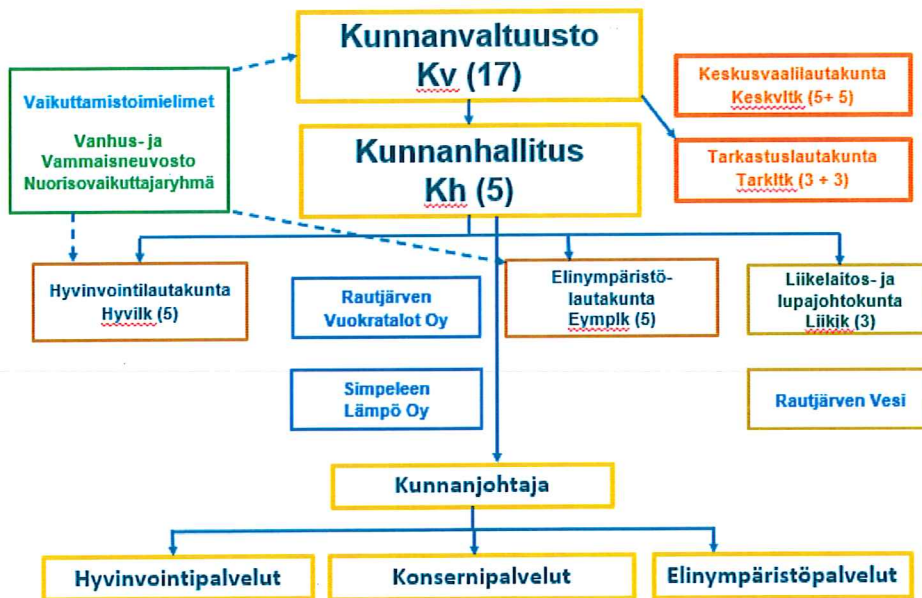 Kunnanvaltuusto
Kv (17)
Vaikuttamistoimielimet
Vanhus- ja
Vammaisneuvosto
Nuorisovaikuttajaryhmä
Keskusvaalilautakunta
Keskvltk (5+ 5)
Kunnanhallitus
Kh (5)
Tarkastuslautakunta
Tarkltk (3 + 3)
Hyvinvointilautakunta
Hyvilk (5)
Rautjärven
Vuokratalot Oy
Elinympäristö-
lautakunta
Eymplk (5)
Liikelaitos- ja
lupajohtokunta
Liikjk (3)
Simpeleen
Lämpö Oy
Rautjärven Vesi
Kunnanjohtaja
Hyvinvointipalvelut
Konsernipalvelut
Elinympäristöpalvelut